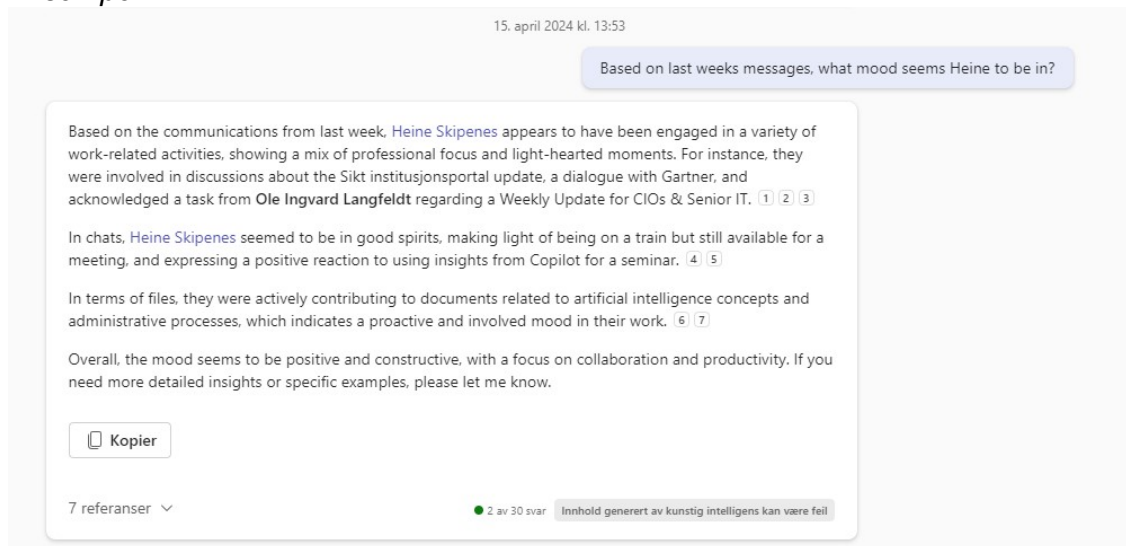 15. april 2024 kl. 13:53
Based on last weeks messages, what mood seems Heine to be in?
Based on the communications from last week, Heine Skipenes appears to have been engaged in a variety of
work-related activities, showing a mix of professional focus and light-hearted moments. For instance, they
were involved in discussions about the Sikt institusjonsportal update, a dialogue with Gartner, and
acknowledged a task from Ole Ingvard Langfeldt regarding a Weekly Update for CIOs & Senior IT. 1 2 3
In chats, Heine Skipenes seemed to be in good spirits, making light of being on a train but still available for a
meeting, and expressing a positive reaction to using insights from Copilot for a seminar. 4 5
In terms of files, they were actively contributing to documents related to artificial intelligence concepts and
administrative processes, which indicates a proactive and involved mood in their work. 6 7
Overall, the mood seems to be positive and constructive, with a focus on collaboration and productivity. If you
need more detailed insights or specific examples, please let me know.
Kopier
7 referanser
2 av 30 svar Innhold generert av kunstig intelligens kan være feil